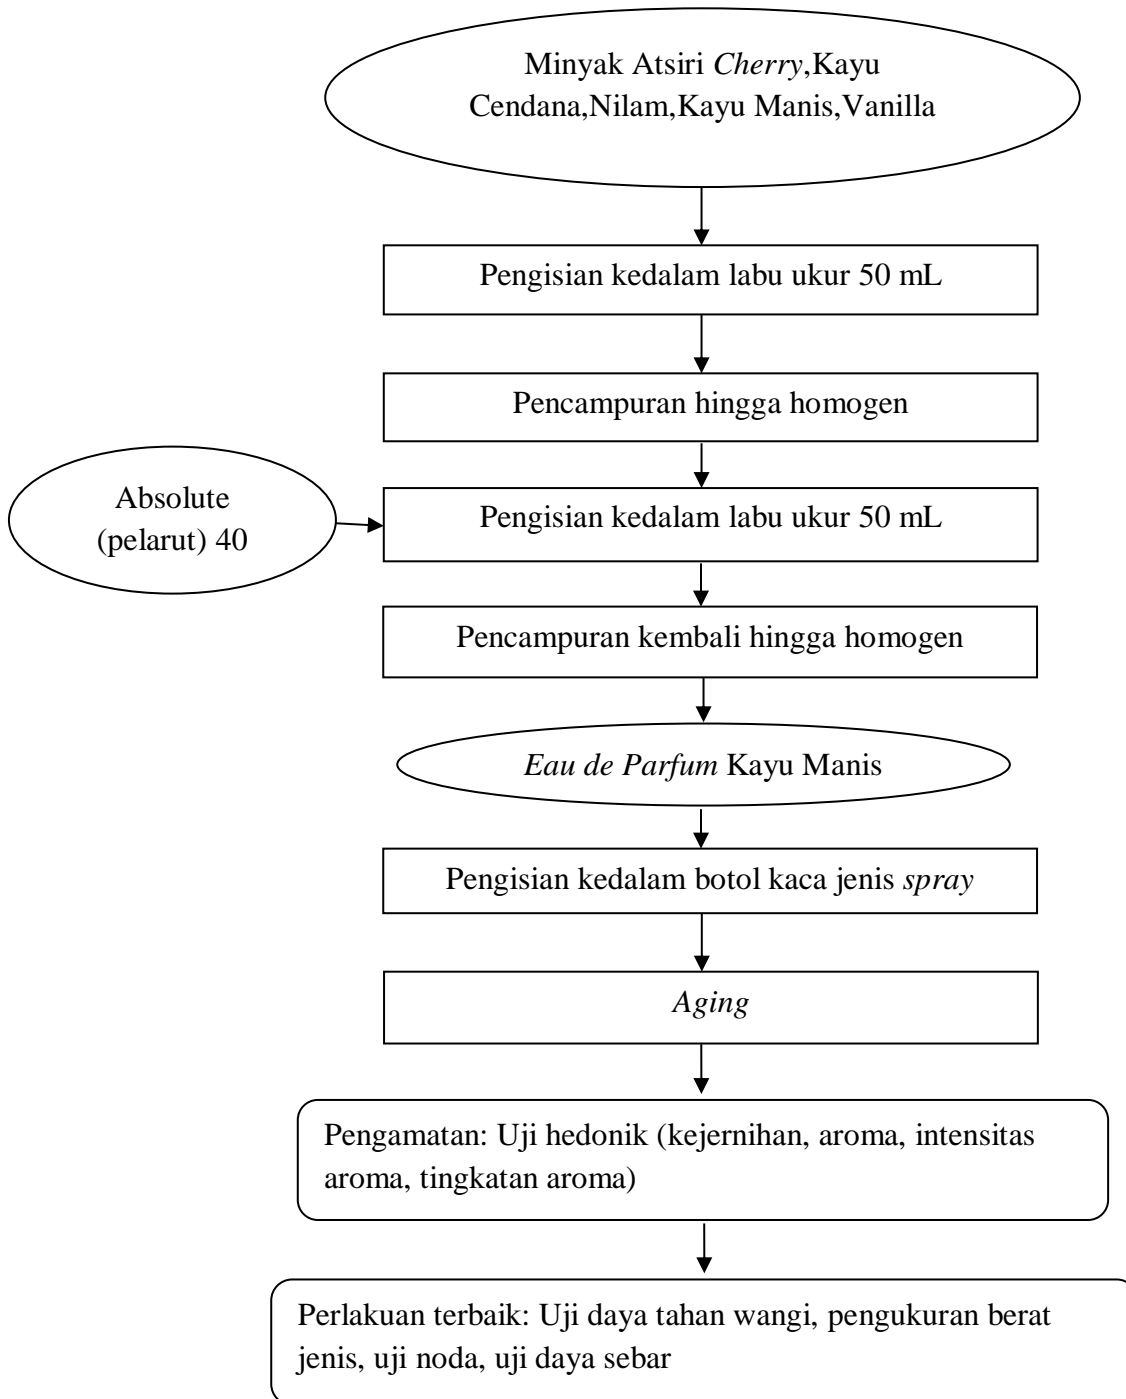 Minyak Atsiri Cherry,Kayu
Cendana,Nilam,Kayu Manis,Vanilla
Pengisian kedalam labu ukur 50 mL
Pencampuran hingga homogen
Absolute
(pelarut) 40
Pengisian kedalam labu ukur 50 mL
Pencampuran kembali hingga homogen
Eau de Parfum Kayu Manis
Pengisian kedalam botol kaca jenis spray
Aging
Pengamatan: Uji hedonik (kejernihan, aroma, intensitas
aroma, tingkatan aroma)
Perlakuan terbaik: Uji daya tahan wangi, pengukuran berat
jenis, uji noda, uji daya sebar